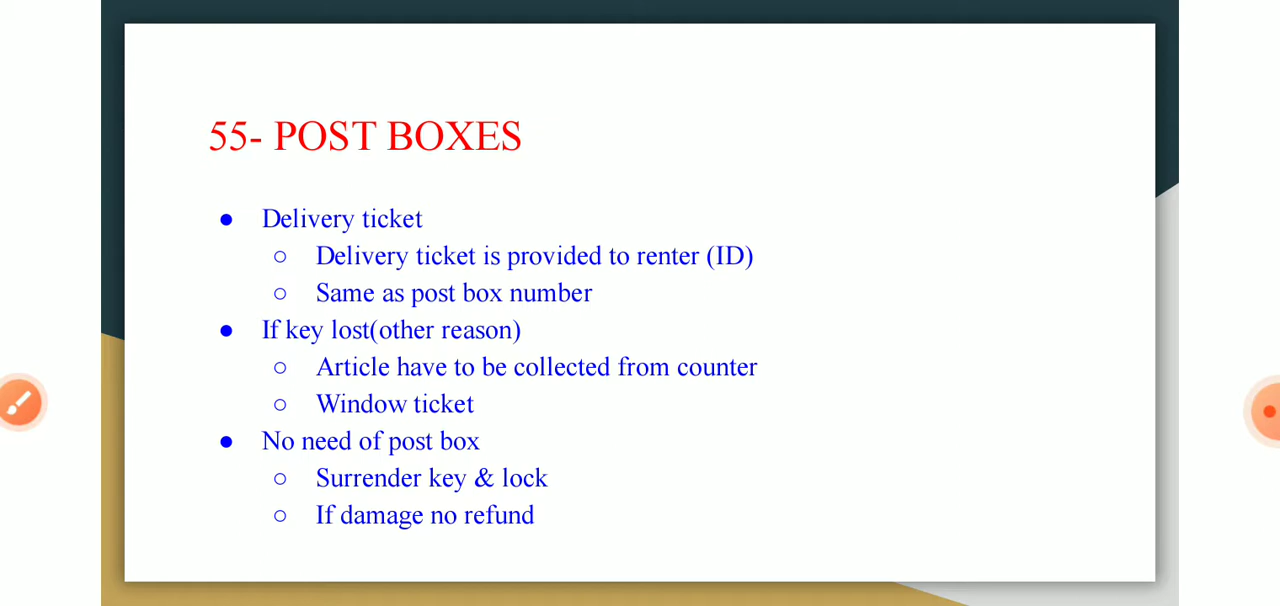 55- POST BOXES
● Delivery ticket
○ Delivery ticket is provided to renter (ID)
○ Same as post box number
● If key lost(other reason)
○ Article have to be collected from counter
○ Window ticket
● No need of post box
○ Surrender key & lock
○ If damage no refund